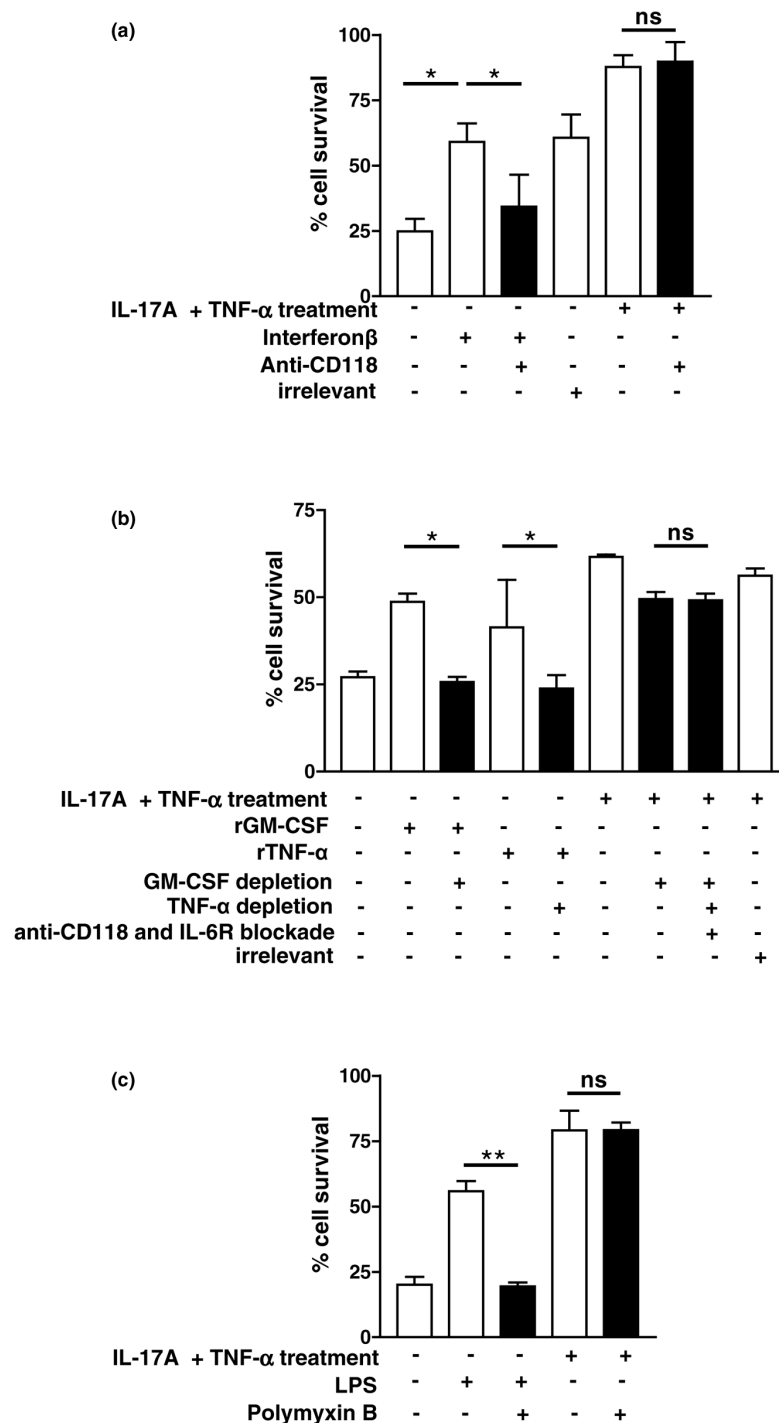 (a)
ns
100
* *
75
50
25
0
% cell survival
IL-17A + TNF-α treatment - - - - + +
Interferonβ - + + - - -
Anti-CD118 - - + - - +
irrelevant - - - + - -
(b)
75
* * ns
50
25
0
% cell survival
IL-17A + TNF-α treatment - - - - - + + + +
rGM-CSF - + + - - - - - -
rTNF-α - - - + + - - - -
GM-CSF depletion - - + - - - + + -
TNF-α depletion - - - - + - - + -
anti-CD118 and IL-6R blockade - - - - - - - + -
irrelevant - - - - - - - - +
(c)
100
ns
75
**
50
25
0
% cell survival
IL-17A + TNF-α treatment - - - + +
LPS - + + - -
Polymyxin B - - + - +